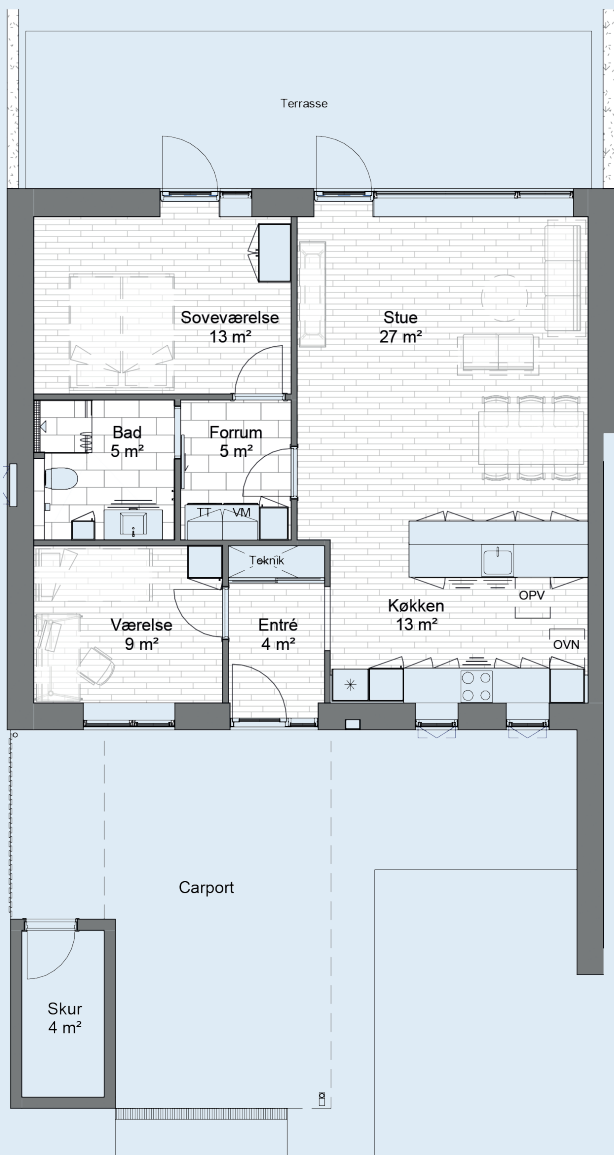 Terrasse
Soveværelse
13 m²
Stue
27 m²
Bad
5 m²
Forrum
5 m²
TT
VM
Teknik
OPV
Køkken
13 m²
Værelse
9 m²
Entré
4 m²
OVN
Carport
Skur
4 m²